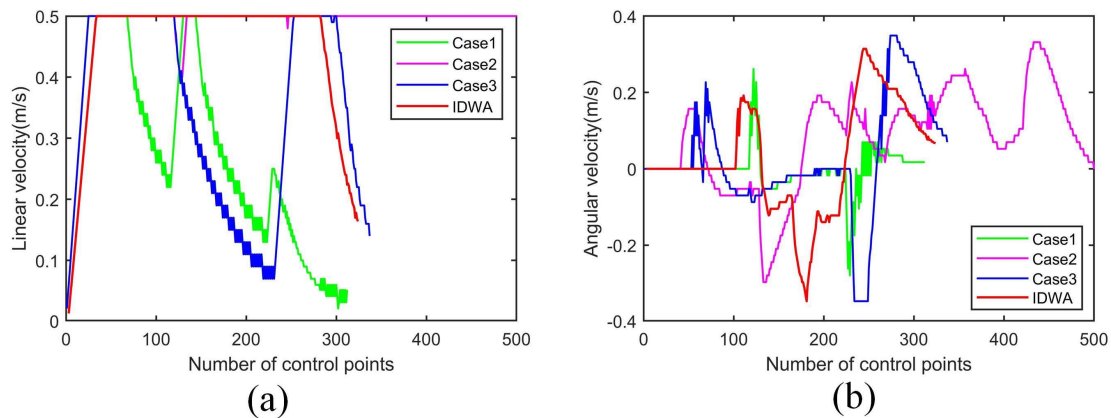 0.5
0.4
0.3
0.2
0.1
0
Linear velocity(m/s)
0 100 200 300 400 500
Number of control points
Case1
Case2
Case3
IDWA
(a)
0.4
0.2
0
-0.2
-0.4
Angular velocity(m/s)
0 100 200 300 400 500
Number of control points
Case1
Case2
Case3
IDWA
(b)